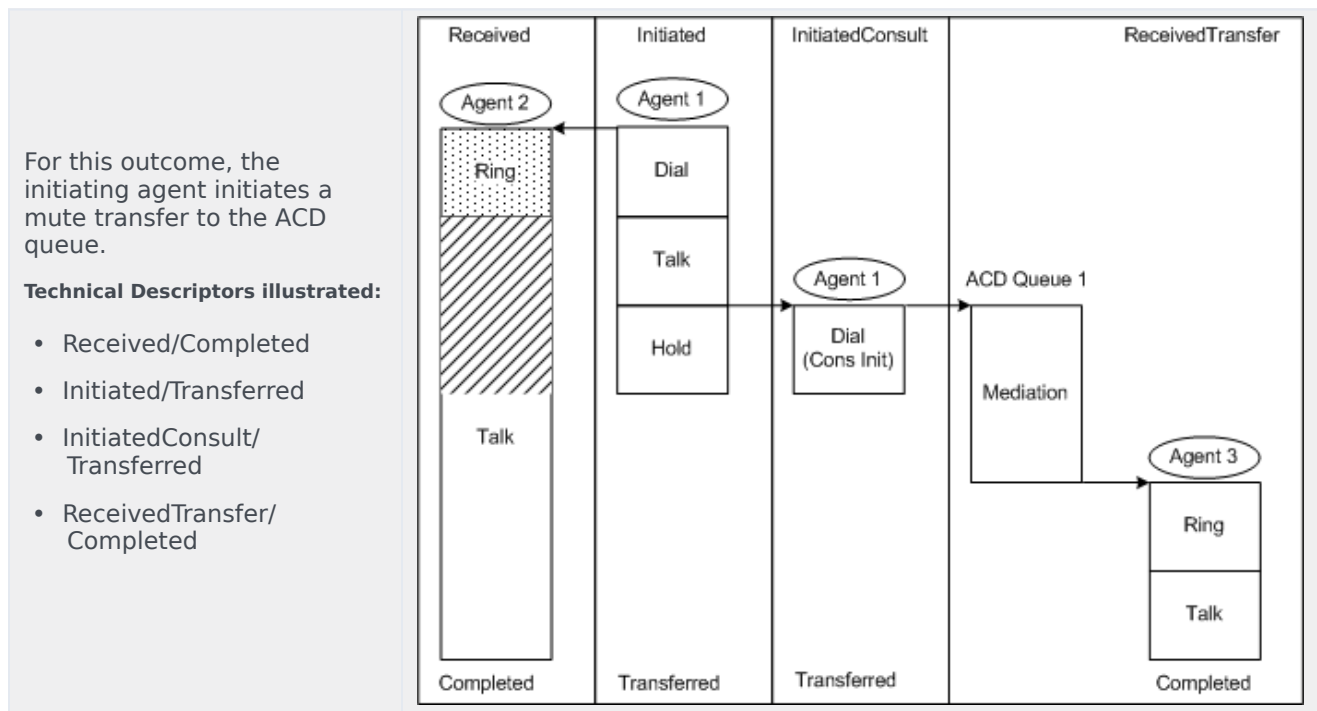 For this outcome, the
initiating agent initiates a
mute transfer to the ACD
queue.
Technical Descriptors illustrated:
• Received/Completed
• Initiated/Transferred
• InitiatedConsult/
Transferred
• ReceivedTransfer/
Completed
Received
Initiated
InitiatedConsult
ReceivedTransfer
Agent 2
Agent 1
Ring
Dial
Talk
Agent 1
ACD Queue 1
Hold
Dial
(Cons Init)
Mediation
Talk
Agent 3
Ring
Talk
Completed
Transferred
Transferred
Completed